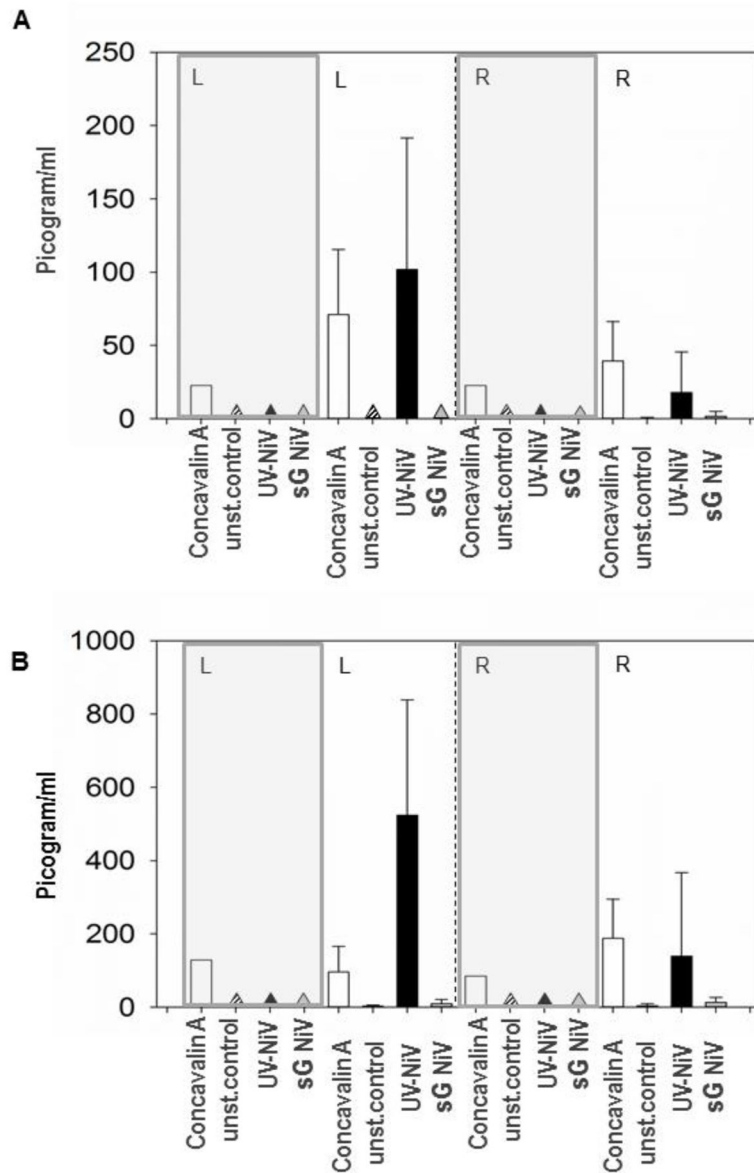 A
Picogram/ml
250
200
150
100
50
0
L
L
R
R
Concavalin A
unst.control
UV-NiV
sG NiV
Concavalin A
unst.control
UV-NiV
sG NiV
Concavalin A
unst.control
UV-NiV
sG NiV
Concavalin A
unst.control
UV-NiV
sG NiV
B
Picogram/ml
1000
800
600
400
200
0
L
L
R
R
Concavalin A
unst.control
UV-NiV
sG NiV
Concavalin A
unst.control
UV-NiV
sG NiV
Concavalin A
unst.control
UV-NiV
sG NiV
Concavalin A
unst.control
UV-NiV
sG NiV